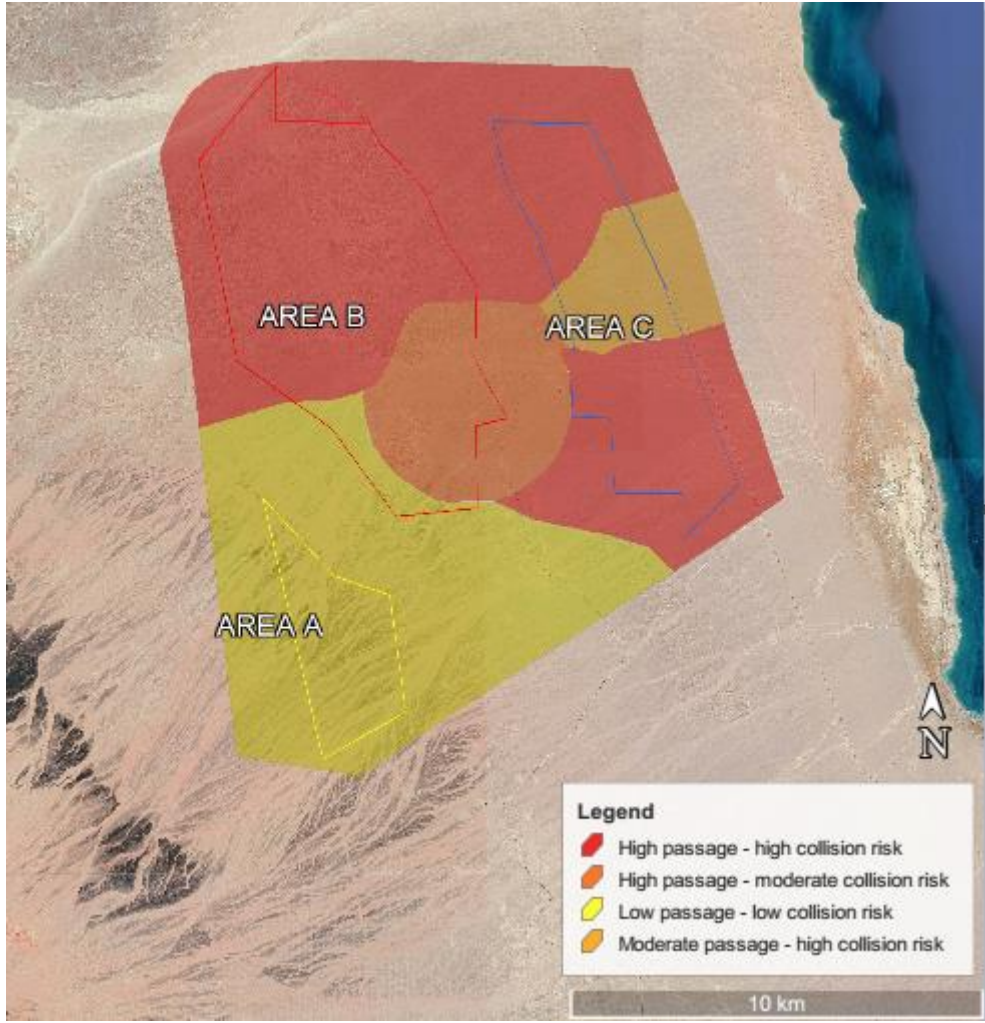 AREA B
AREA C
AREA A
N
Legend
High passage - high collision risk
High passage - moderate collision risk
Low passage - low collision risk
Moderate passage - high collision risk
10 km